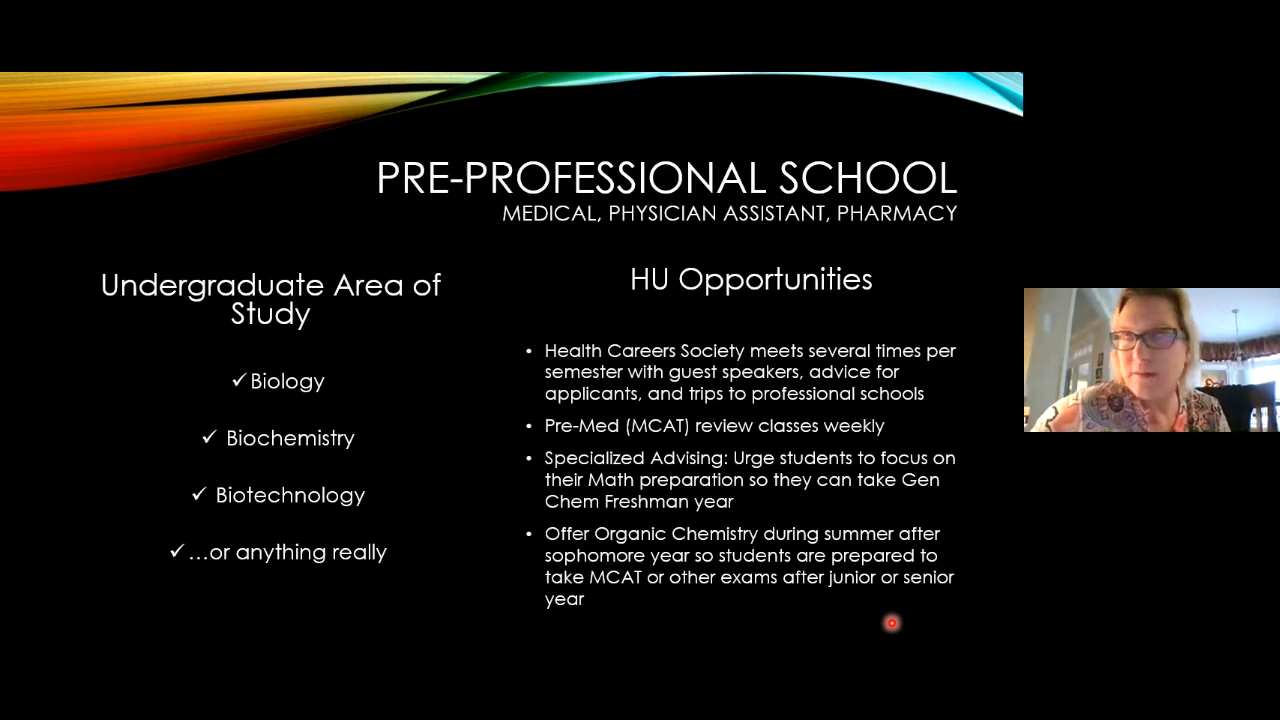 PRE-PROFESSIONAL SCHOOL
MEDICAL, PHYSICIAN ASSISTANT, PHARMACY
Undergraduate Area of
Study
✓Biology
✓ Biochemistry
✓ Biotechnology
✓…or anything really
HU Opportunities
• Health Careers Society meets several times per
semester with guest speakers, advice for
applicants, and trips to professional schools
• Pre-Med (MCAT) review classes weekly
• Specialized Advising: Urge students to focus on
their Math preparation so they can take Gen
Chem Freshman year
• Offer Organic Chemistry during summer after
sophomore year so students are prepared to
take MCAT or other exams after junior or senior
year